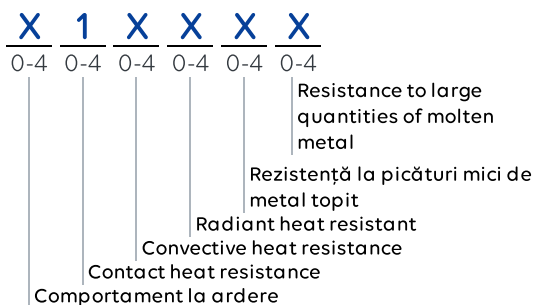 X 1 X X X X
0-4 0-4 0-4 0-4 0-4 0-4
Resistance to large
quantities of molten
metal
Rezistență la picături mici de
metal topit
Radiant heat resistant
Convective heat resistance
Contact heat resistance
Comportament la ardere